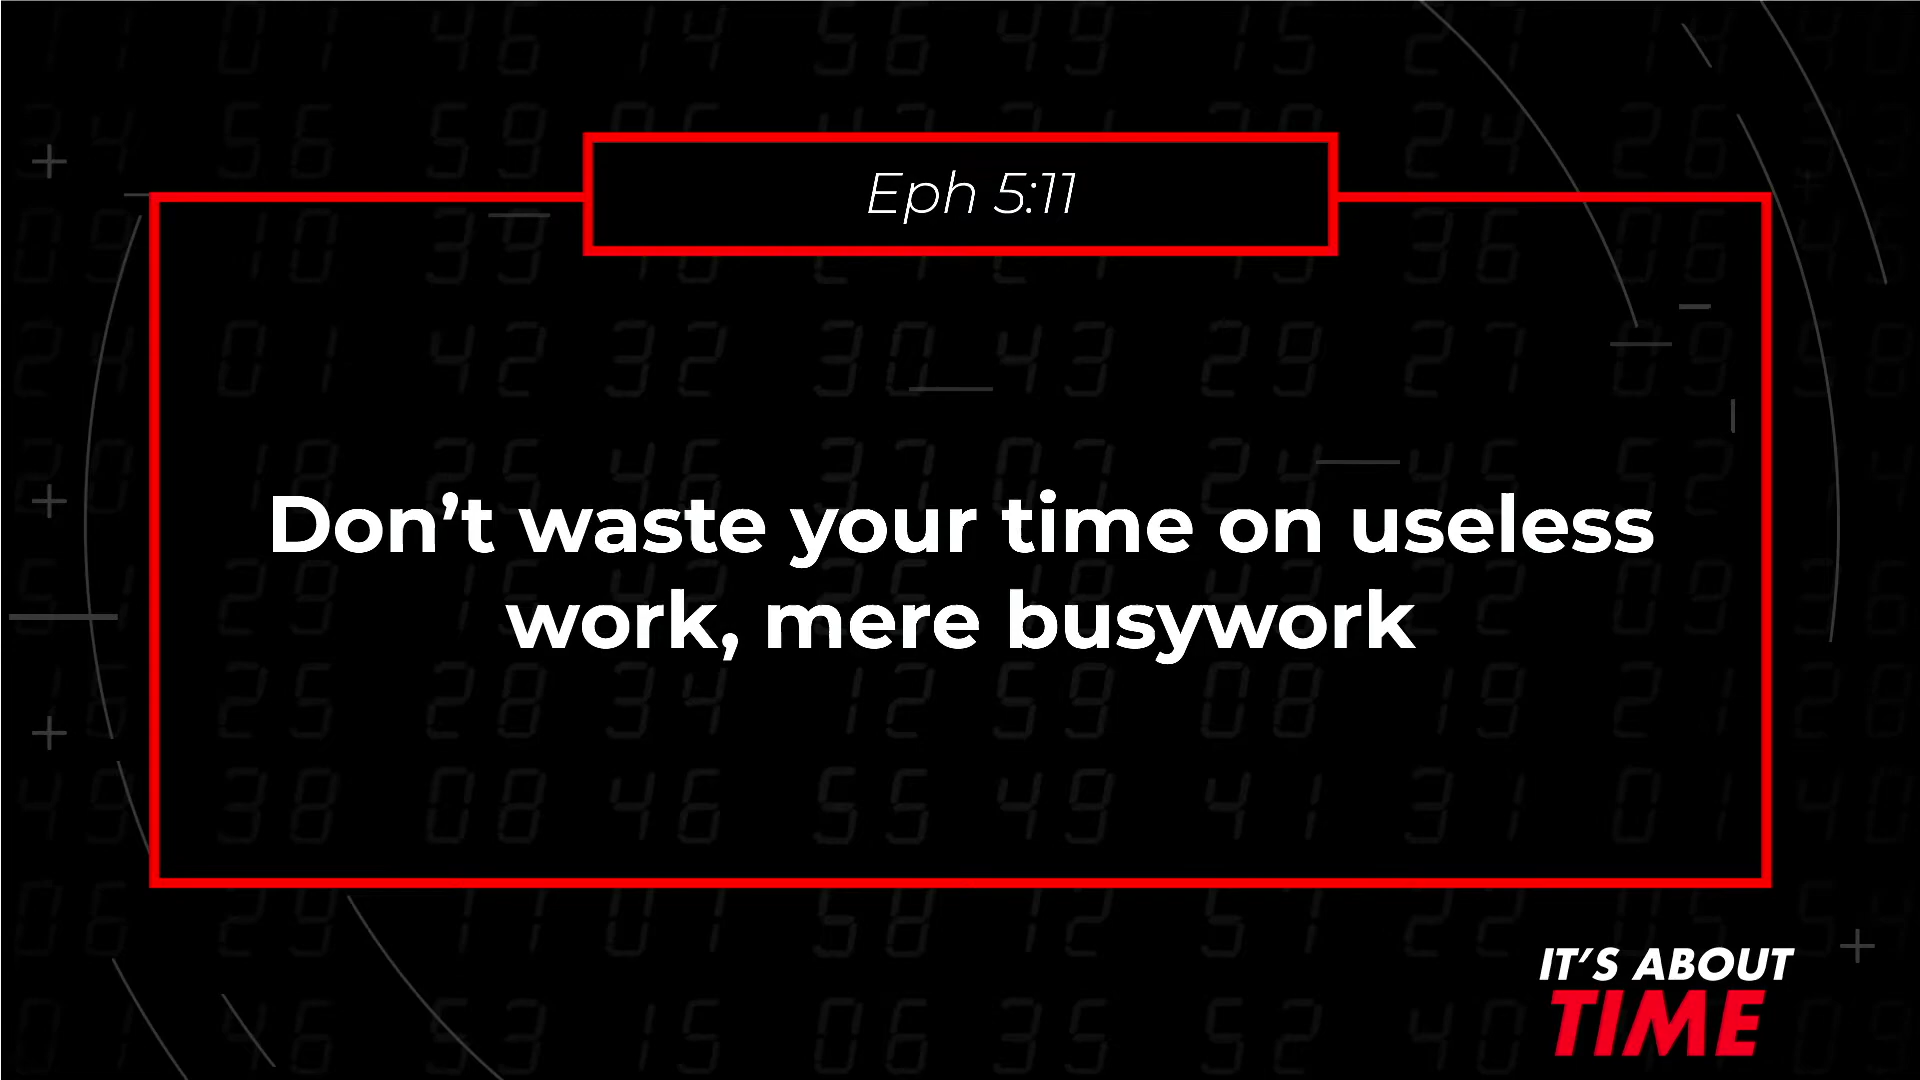 Eph 5:11
Don’t waste your time on useless
work, mere busywork
IT’S ABOUT
TIME